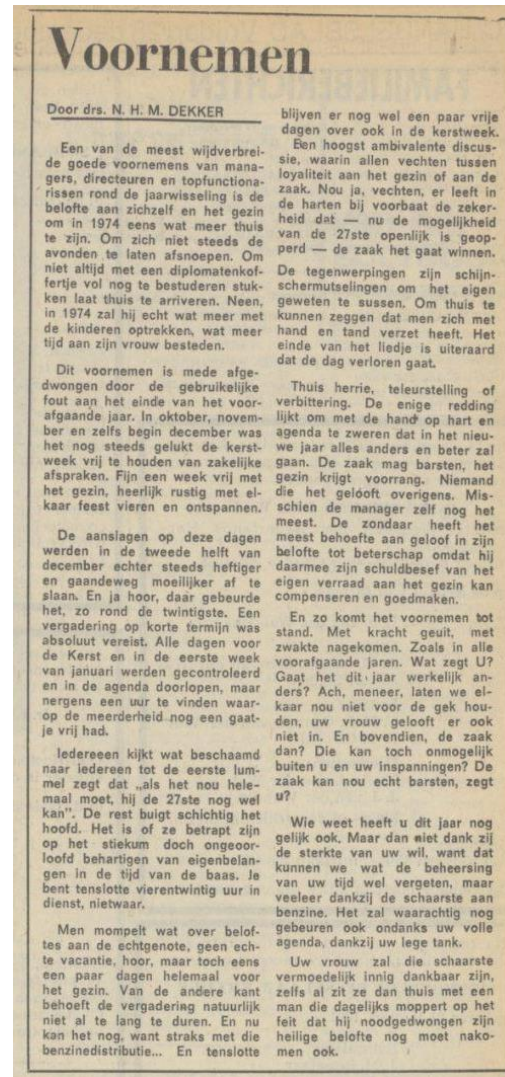 Voornemen
Door drs. N. H. M. DEKKER
Een van de meest wijdverbrei-
de goede voornemens van mana-
gers, directeuren en topfunctiona-
rissen rond de jaarwisseling is de
belofte aan zichzelf en het gezin
om in 1974 eens wat meer thuis
te zijn. Om zich niet steeds de
avonden te laten afsnoepen. Om
niet altijd met een diplomatenkof-
fertje vol nog te bestuderen stuk-
ken laat thuis te arriveren. Neen,
in 1974 zal hij echt wat meer met
de kinderen optrekken, wat meer
tijd aan zijn vrouw besteden.
Dit voornemen is mede afge-
dwongen door de gebruikelijke
fout aan het einde van het voor-
afgaande jaar. In oktober, novem-
ber en zelfs begin december was
het nog steeds gelukt de kerst-
week vrij te houden van zakelijke
afspraken. Fijn een week vrij met
het gezin, heerlijk rustig met el-
kaar feest vieren en ontspannen.
De aanslagen op deze dagen
werden in de tweede helft van
december echter steeds heftiger
en gaandeweg moeilijker af te
slaan. En ja hoor, daar gebeurde
het, zo rond de twintigste. Een
vergadering op korte termijn was
absoluut vereist. Alle dagen voor
de Kerst en in de eerste week
van januari werden gecontroleerd
en in de agenda doorlopen, maar
nergens een uur te vinden waar-
op de meerderheid nog een gaat-
je vrij had.
Iedereeen kijkt wat beschaamd
naar iedereen tot de eerste lum-
mel zegt dat „als het nou hele-
maal moet, hij de 27ste nog wel
kan". De rest buigt schichtig het
hoofd. Het is of ze betrapt zijn
op het stiekum doch ongeoor-
loofd behartigen van eigenbelan-
gen in de tijd van de baas. Je
bent tenslotte vierentwintig uur in
dienst, nietwaar.
Men mompelt wat over belof-
tes aan de echtgenote, geen ech-
te vacantie, hoor, maar toch eens
een paar dagen helemaal voor
het gezin. Van de andere kant
behoeft de vergadering natuurlijk
niet al te lang te duren. En nu
kan het nog, want straks met die
benzinedistributie... En tenslotte
blijven er nog wel een paar vrije
dagen over ook in de kerstweek.
Een hoogst ambivalente discus-
sie, waarin allen vechten tussen
loyaliteit aan het gezin of aan de
zaak. Nou ja, vechten, er leeft in
de harten bij voorbaat de zeker-
heid dat — nu de mogelijkheid
van de 27ste openlijk is geop-
perd — de zaak het gaat winnen.
De tegenwerpingen zijn schijn-
schermutselingen om het eigen
geweten te sussen. Om thuis te
kunnen zeggen dat men zich met
hand en tand verzet heeft. Het
einde van het liedje is uiteraard
dat de dag verloren gaat.
Thuis herrie, teleurstelling of
verbittering. De enige redding
lijkt om met de hand op hart en
agenda te zweren dat in het nieu-
we jaar alles anders en beter zal
gaan. De zaak mag barsten, het
gezin krijgt voorrang. Niemand
die het gelooft overigens. Mis-
schien de manager zelf nog het
meest. De zondaar heeft het
meest behoefte aan geloof in zijn
belofte tot beterschap omdat hij
daarmee zijn schuldbesef van het
eigen verraad aan het gezin kan
compenseren en goedmaken.
En zo komt het voornemen tot
stand. Met kracht geuit, met
zwakte nagekomen. Zoals in alle
voorafgaande jaren. Wat zegt U?
Gaat het dit jaar werkelijk an-
ders? Ach, meneer, laten we el-
kaar nou niet voor de gek hou-
den, uw vrouw gelooft er ook
niet in. En bovendien, de zaak
dan? Die kan toch onmogelijk
buiten u en uw inspanningen? De
zaak kan nou echt barsten, zegt
u?
Wie weet heeft u dit jaar nog
gelijk ook. Maar dan niet dank zij
de sterkte van uw wil, want dat
kunnen we wat de beheersing
van uw tijd wel vergeten, maar
veeleer dankzij de schaarste aan
benzine. Het zal waarachtig nog
gebeuren ook ondanks uw volle
agenda, dankzij uw lege tank.
Uw vrouw zal die schaarste
vermoedelijk innig dankbaar zijn,
zelfs al zit ze dan thuis met een
man die dagelijks moppert op het
feit dat hij noodgedwongen zijn
heilige belofte nog moet nako-
men ook.